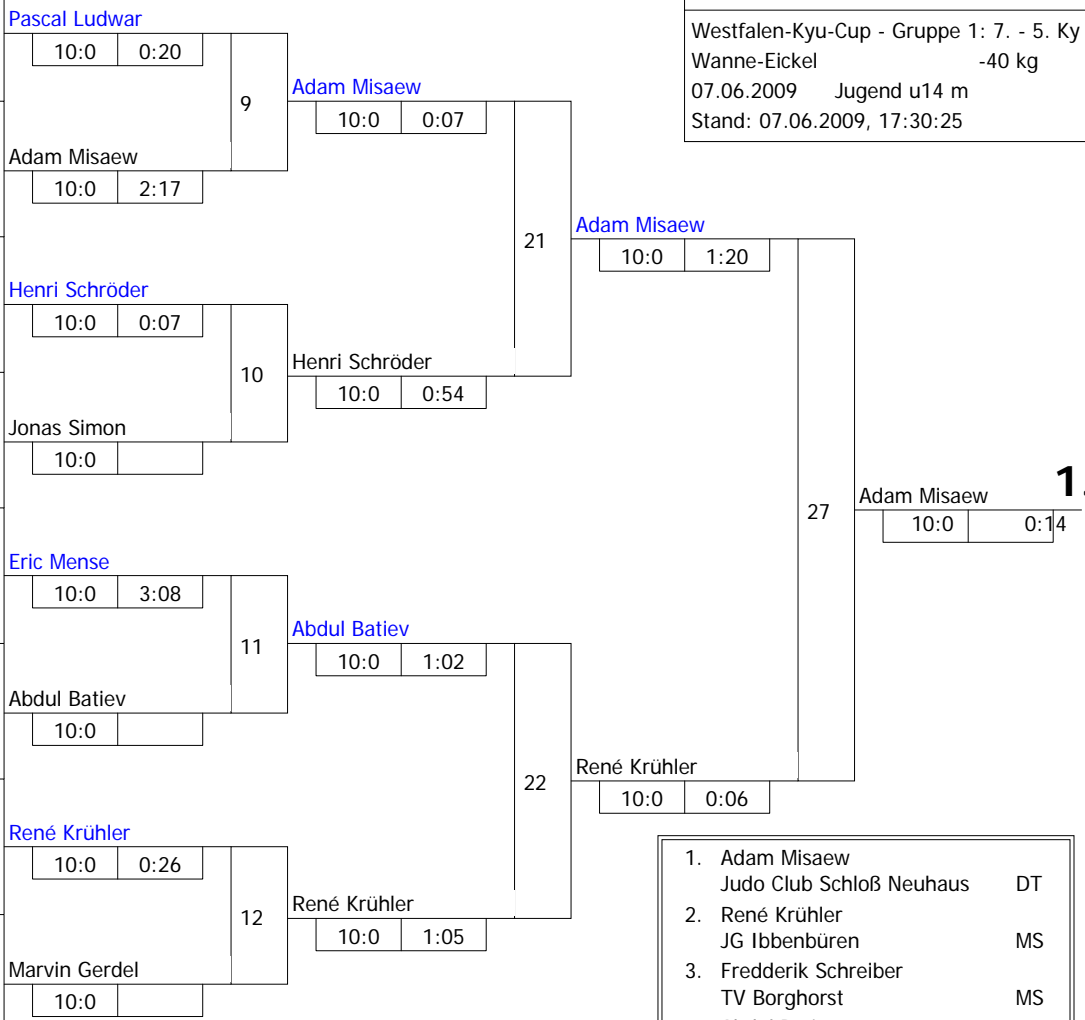 Westfalen-Kyu-Cup - Gruppe 1: 7. - 5. Ky
Wanne-Eickel -40 kg
07.06.2009 Jugend u14 m
Stand: 07.06.2009, 17:30:25
Pascal Ludwar
10:0 0:20
9
Adam Misaew
10:0 2:17
Adam Misaew
10:0 0:07
21
Henri Schröder
10:0 0:07
10
Jonas Simon
10:0
Henri Schröder
10:0 0:54
Adam Misaew
10:0 1:20
27
Adam Misaew 1.
10:0 0:14
Eric Mense
10:0 3:08
11
Abdul Batiev
10:0
Abdul Batiev
10:0 1:02
22
René Krühler
10:0 0:26
12
Marvin Gerdel
10:0
René Krühler
10:0 1:05
René Krühler
10:0 0:06
1. Adam Misaew
Judo Club Schloß Neuhaus DT
2. René Krühler
JG Ibbenbüren MS
3. Fredderik Schreiber
TV Borghorst MS